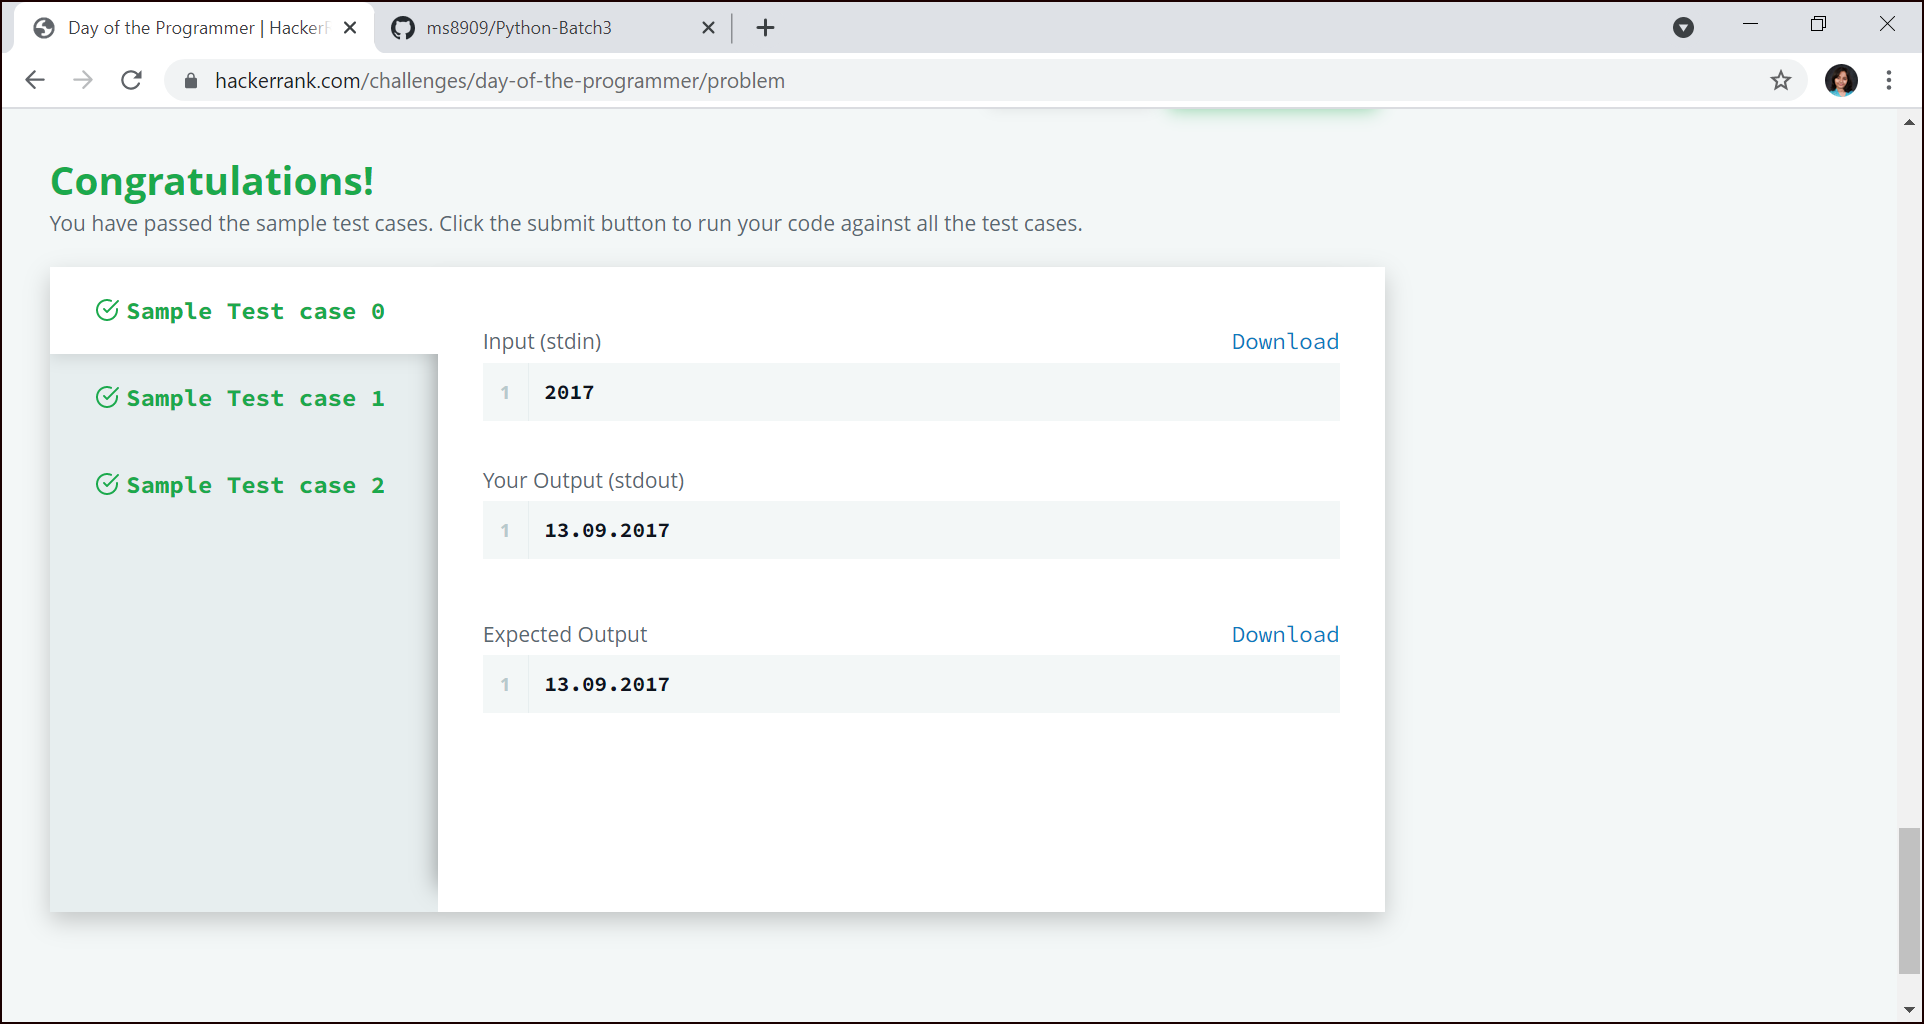 Day of the Programmer | HackerR
ms8909/Python-Batch3
hackerrank.com/challenges/day-of-the-programmer/problem
Congratulations!
You have passed the sample test cases. Click the submit button to run your code against all the test cases.
Sample Test case 0
Sample Test case 1
Sample Test case 2
Input (stdin)
Download
1 2017
Your Output (stdout)
1 13.09.2017
Expected Output
Download
1 13.09.2017